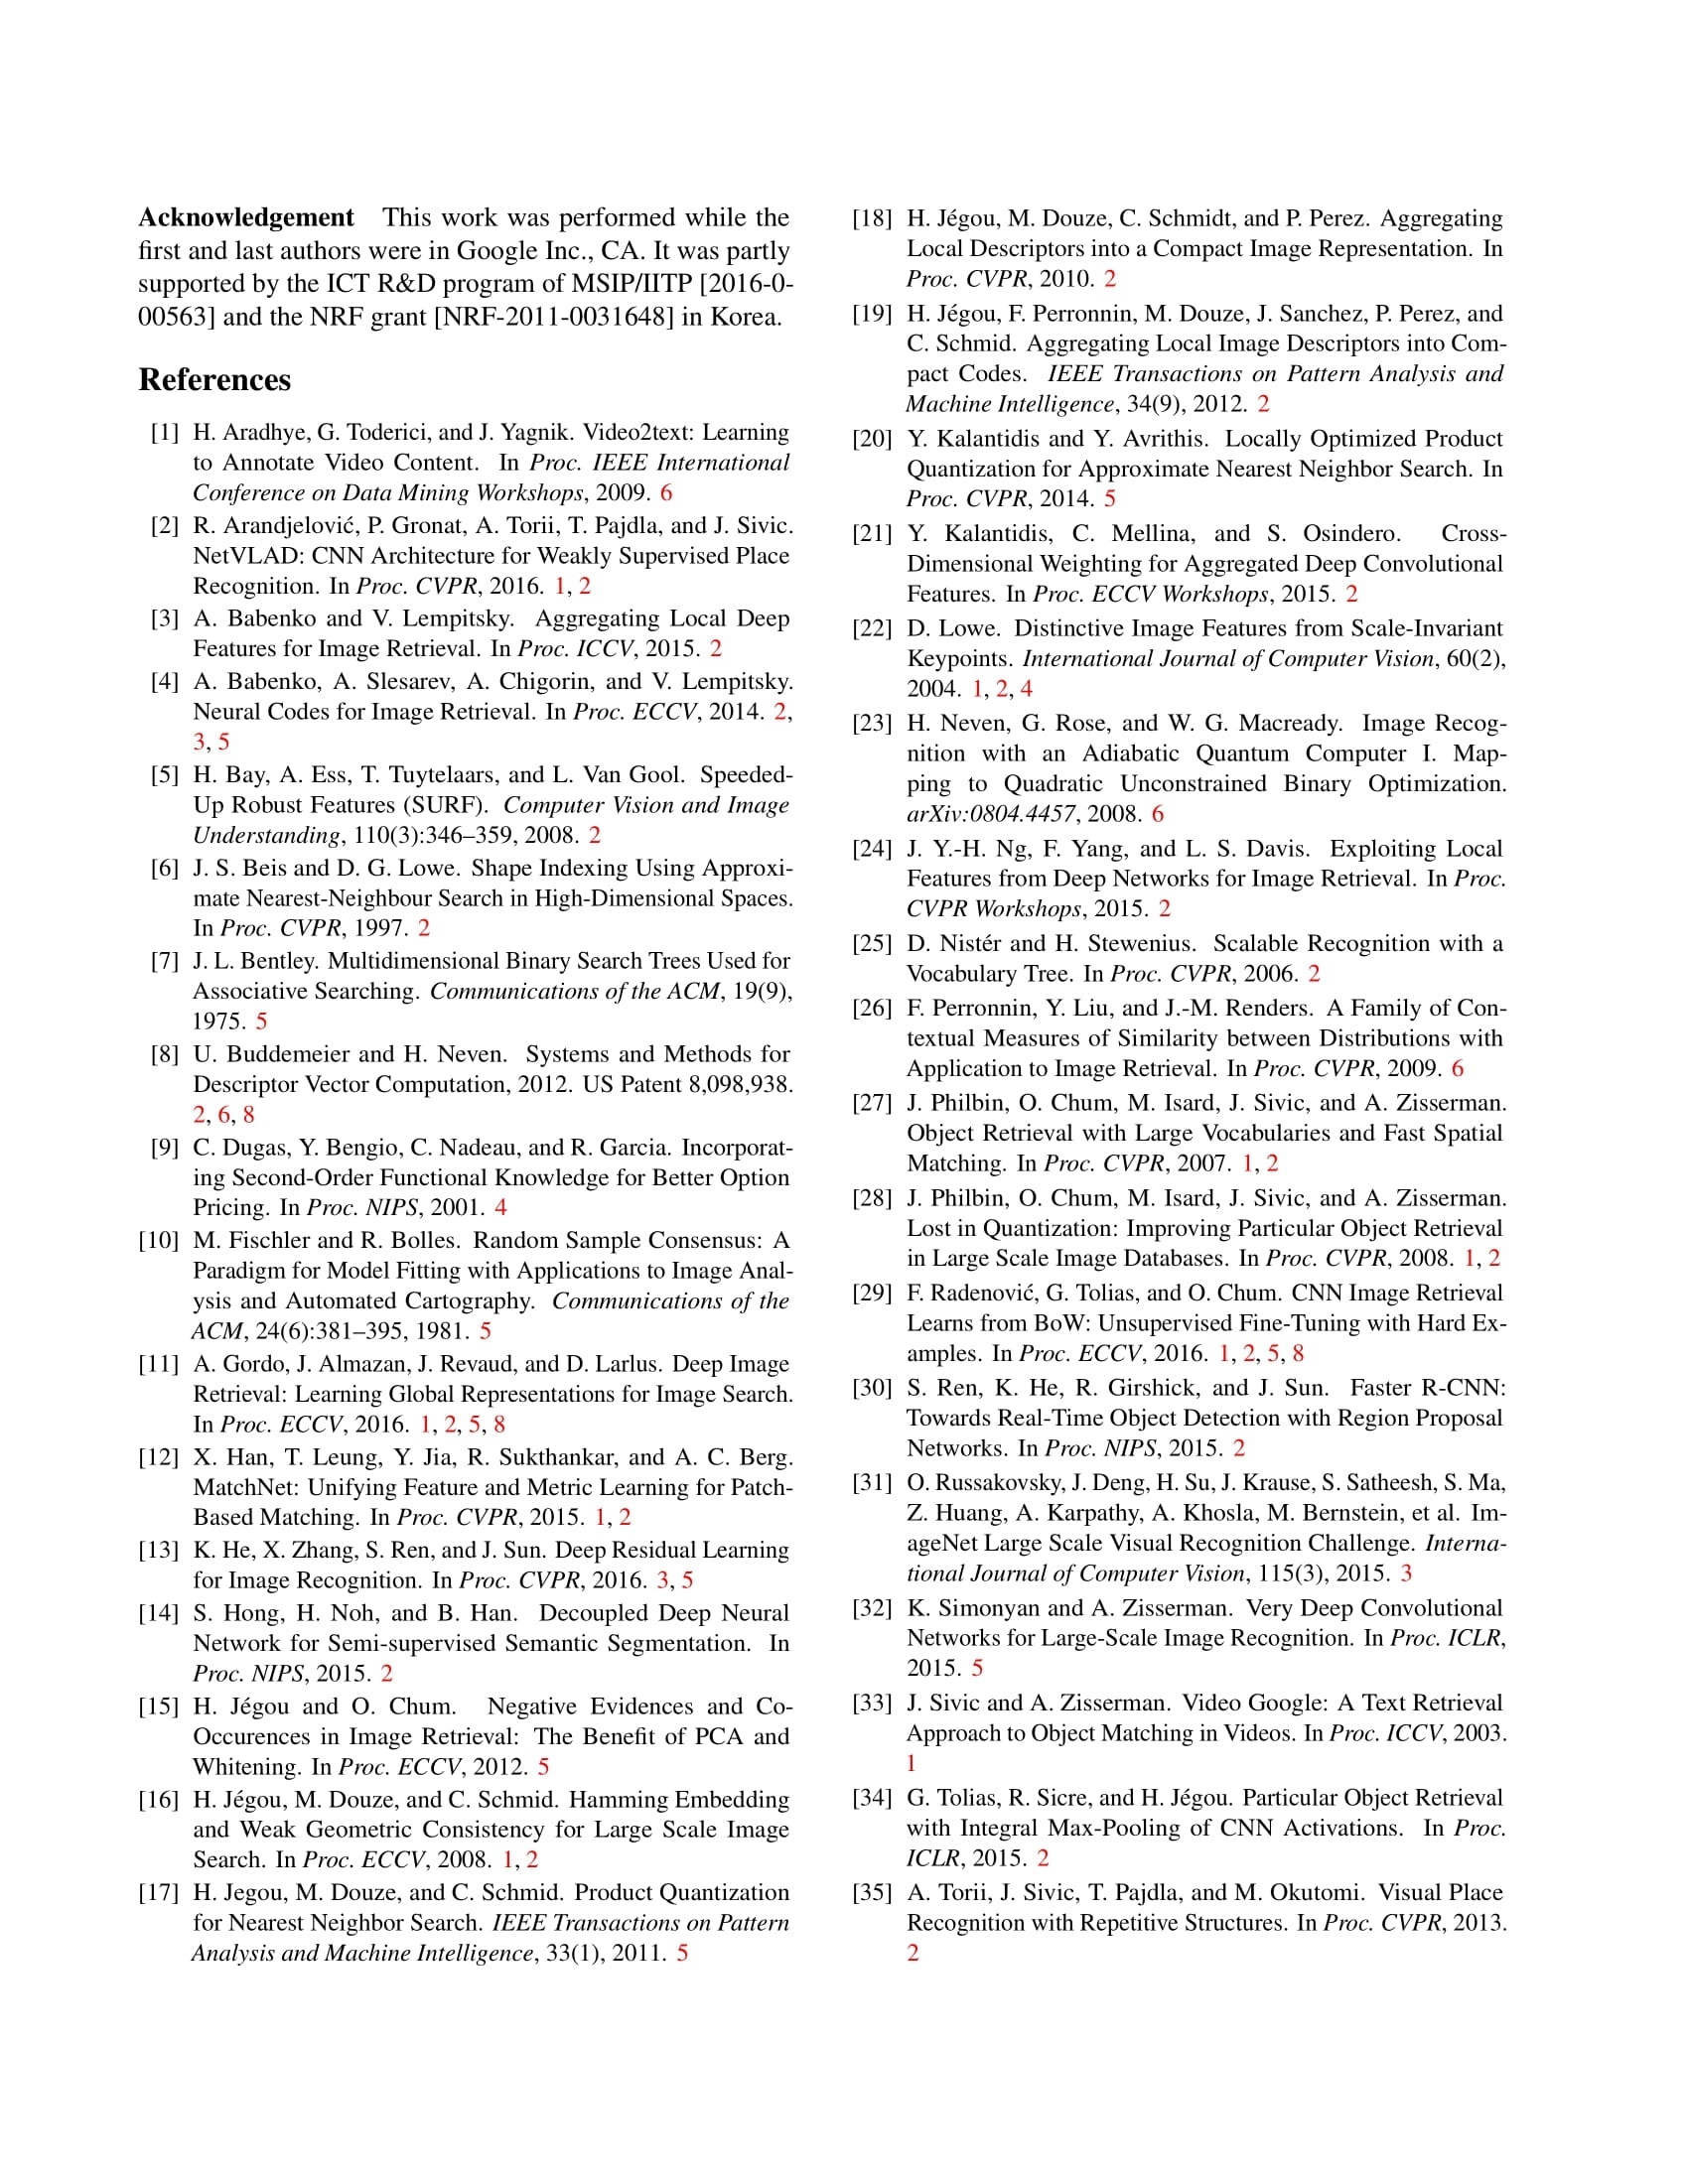 Acknowledgement This work was performed while the
first and last authors were in Google Inc., CA. It was partly
supported by the ICT R&D program of MSIP/IITP [2016-0-
00563] and the NRF grant [NRF-2011-0031648] in Korea.
References
[1] H. Aradhye, G. Toderici, and J. Yagnik. Video2text: Learning
to Annotate Video Content. In Proc. IEEE International
Conference on Data Mining Workshops, 2009. 6
[2] R. Arandjelović, P. Gronat, A. Torii, T. Pajdla, and J. Sivic.
NetVLAD: CNN Architecture for Weakly Supervised Place
Recognition. In Proc. CVPR, 2016. 1, 2
[3] A. Babenko and V. Lempitsky. Aggregating Local Deep
Features for Image Retrieval. In Proc. ICCV, 2015. 2
[4] A. Babenko, A. Slesarev, A. Chigorin, and V. Lempitsky.
Neural Codes for Image Retrieval. In Proc. ECCV, 2014. 2,
3, 5
[5] H. Bay, A. Ess, T. Tuytelaars, and L. Van Gool. Speeded-
Up Robust Features (SURF). Computer Vision and Image
Understanding, 110(3):346–359, 2008. 2
[6] J. S. Beis and D. G. Lowe. Shape Indexing Using Approxi-
mate Nearest-Neighbour Search in High-Dimensional Spaces.
In Proc. CVPR, 1997. 2
[7] J. L. Bentley. Multidimensional Binary Search Trees Used for
Associative Searching. Communications of the ACM, 19(9),
1975. 5
[8] U. Buddemeier and H. Neven. Systems and Methods for
Descriptor Vector Computation, 2012. US Patent 8,098,938.
2, 6, 8
[9] C. Dugas, Y. Bengio, C. Nadeau, and R. Garcia. Incorporat-
ing Second-Order Functional Knowledge for Better Option
Pricing. In Proc. NIPS, 2001. 4
[10] M. Fischler and R. Bolles. Random Sample Consensus: A
Paradigm for Model Fitting with Applications to Image Anal-
ysis and Automated Cartography. Communications of the
ACM, 24(6):381–395, 1981. 5
[11] A. Gordo, J. Almazan, J. Revaud, and D. Larlus. Deep Image
Retrieval: Learning Global Representations for Image Search.
In Proc. ECCV, 2016. 1, 2, 5, 8
[12] X. Han, T. Leung, Y. Jia, R. Sukthankar, and A. C. Berg.
MatchNet: Unifying Feature and Metric Learning for Patch-
Based Matching. In Proc. CVPR, 2015. 1, 2
[13] K. He, X. Zhang, S. Ren, and J. Sun. Deep Residual Learning
for Image Recognition. In Proc. CVPR, 2016. 3, 5
[14] S. Hong, H. Noh, and B. Han. Decoupled Deep Neural
Network for Semi-supervised Semantic Segmentation. In
Proc. NIPS, 2015. 2
[15] H. Jégou and O. Chum. Negative Evidences and Co-
Occurences in Image Retrieval: The Benefit of PCA and
Whitening. In Proc. ECCV, 2012. 5
[16] H. Jégou, M. Douze, and C. Schmid. Hamming Embedding
and Weak Geometric Consistency for Large Scale Image
Search. In Proc. ECCV, 2008. 1, 2
[17] H. Jegou, M. Douze, and C. Schmid. Product Quantization
for Nearest Neighbor Search. IEEE Transactions on Pattern
Analysis and Machine Intelligence, 33(1), 2011. 5
[18] H. Jégou, M. Douze, C. Schmidt, and P. Perez. Aggregating
Local Descriptors into a Compact Image Representation. In
Proc. CVPR, 2010. 2
[19] H. Jégou, F. Perronnin, M. Douze, J. Sanchez, P. Perez, and
C. Schmid. Aggregating Local Image Descriptors into Com-
pact Codes. IEEE Transactions on Pattern Analysis and
Machine Intelligence, 34(9), 2012. 2
[20] Y. Kalantidis and Y. Avrithis. Locally Optimized Product
Quantization for Approximate Nearest Neighbor Search. In
Proc. CVPR, 2014. 5
[21] Y. Kalantidis, C. Mellina, and S. Osindero. Cross-
Dimensional Weighting for Aggregated Deep Convolutional
Features. In Proc. ECCV Workshops, 2015. 2
[22] D. Lowe. Distinctive Image Features from Scale-Invariant
Keypoints. International Journal of Computer Vision, 60(2),
2004. 1, 2, 4
[23] H. Neven, G. Rose, and W. G. Macready. Image Recog-
nition with an Adiabatic Quantum Computer I. Map-
ping to Quadratic Unconstrained Binary Optimization.
arXiv:0804.4457, 2008. 6
[24] J. Y.-H. Ng, F. Yang, and L. S. Davis. Exploiting Local
Features from Deep Networks for Image Retrieval. In Proc.
CVPR Workshops, 2015. 2
[25] D. Nistér and H. Stewenius. Scalable Recognition with a
Vocabulary Tree. In Proc. CVPR, 2006. 2
[26] F. Perronnin, Y. Liu, and J.-M. Renders. A Family of Con-
textual Measures of Similarity between Distributions with
Application to Image Retrieval. In Proc. CVPR, 2009. 6
[27] J. Philbin, O. Chum, M. Isard, J. Sivic, and A. Zisserman.
Object Retrieval with Large Vocabularies and Fast Spatial
Matching. In Proc. CVPR, 2007. 1, 2
[28] J. Philbin, O. Chum, M. Isard, J. Sivic, and A. Zisserman.
Lost in Quantization: Improving Particular Object Retrieval
in Large Scale Image Databases. In Proc. CVPR, 2008. 1, 2
[29] F. Radenović, G. Tolias, and O. Chum. CNN Image Retrieval
Learns from BoW: Unsupervised Fine-Tuning with Hard Ex-
amples. In Proc. ECCV, 2016. 1, 2, 5, 8
[30] S. Ren, K. He, R. Girshick, and J. Sun. Faster R-CNN:
Towards Real-Time Object Detection with Region Proposal
Networks. In Proc. NIPS, 2015. 2
[31] O. Russakovsky, J. Deng, H. Su, J. Krause, S. Satheesh, S. Ma,
Z. Huang, A. Karpathy, A. Khosla, M. Bernstein, et al. Im-
ageNet Large Scale Visual Recognition Challenge. Interna-
tional Journal of Computer Vision, 115(3), 2015. 3
[32] K. Simonyan and A. Zisserman. Very Deep Convolutional
Networks for Large-Scale Image Recognition. In Proc. ICLR,
2015. 5
[33] J. Sivic and A. Zisserman. Video Google: A Text Retrieval
Approach to Object Matching in Videos. In Proc. ICCV, 2003.
1
[34] G. Tolias, R. Sicre, and H. Jégou. Particular Object Retrieval
with Integral Max-Pooling of CNN Activations. In Proc.
ICLR, 2015. 2
[35] A. Torii, J. Sivic, T. Pajdla, and M. Okutomi. Visual Place
Recognition with Repetitive Structures. In Proc. CVPR, 2013.
2